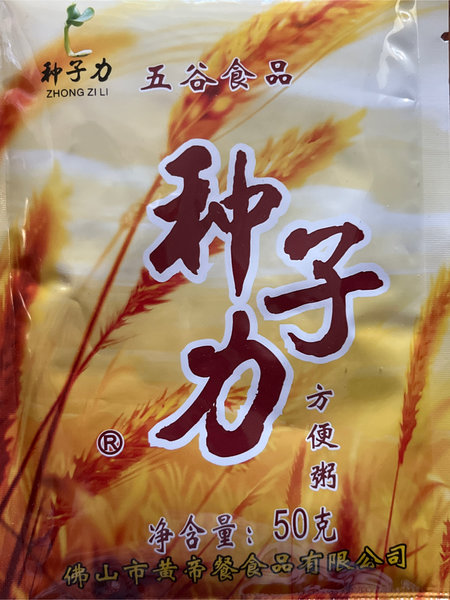 种子力
ZHONG ZI LI
五谷食品
种子力
®
方便粥
净含量：50克
佛山市黄帝餐食品有限公司